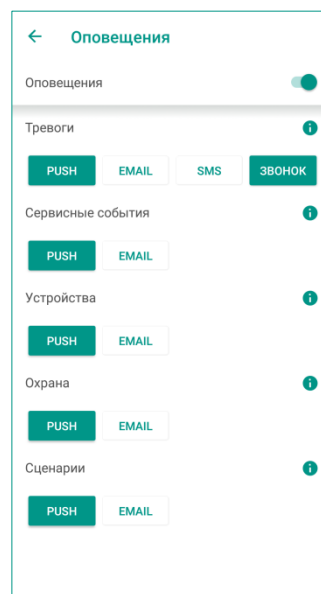 Оповещения
Оповещения
Тревоги
PUSH EMAIL SMS ЗВОНОК
Сервисные события
PUSH EMAIL
Устройства
PUSH EMAIL
Охрана
PUSH EMAIL
Сценарии
PUSH EMAIL